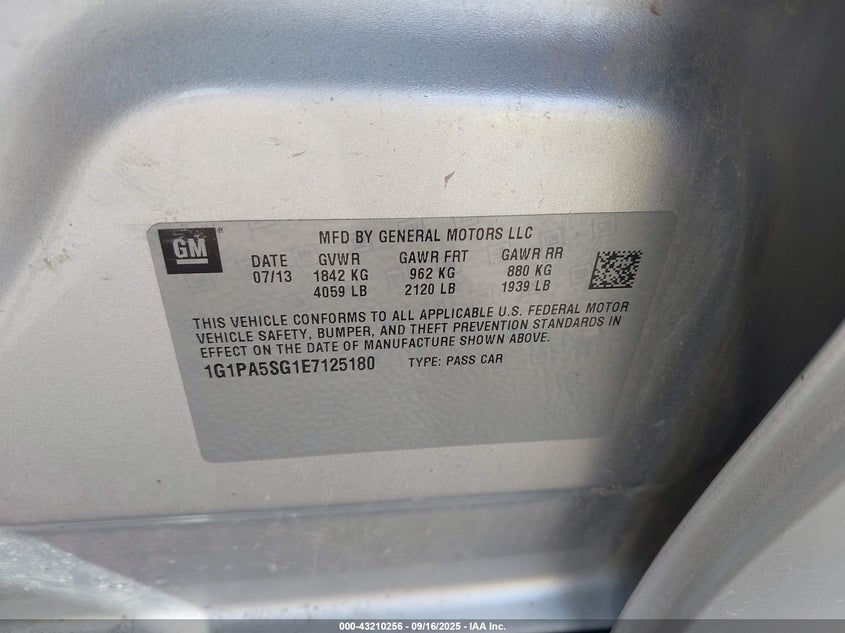 GM
MFD BY GENERAL MOTORS LLC
DATE GVWR GAWR FRT GAWR RR
07/13 1842 KG 962 KG 880 KG
4059 LB 2120 LB 1939 LB
THIS VEHICLE CONFORMS TO ALL APPLICABLE U.S. FEDERAL MOTOR
VEHICLE SAFETY, BUMPER, AND THEFT PREVENTION STANDARDS IN
EFFECT ON THE DATE OF MANUFACTURE SHOWN ABOVE.
1G1PA5SG1E7125180 TYPE: PASS CAR
000-43210256 - 09/16/2025 - IAA Inc.